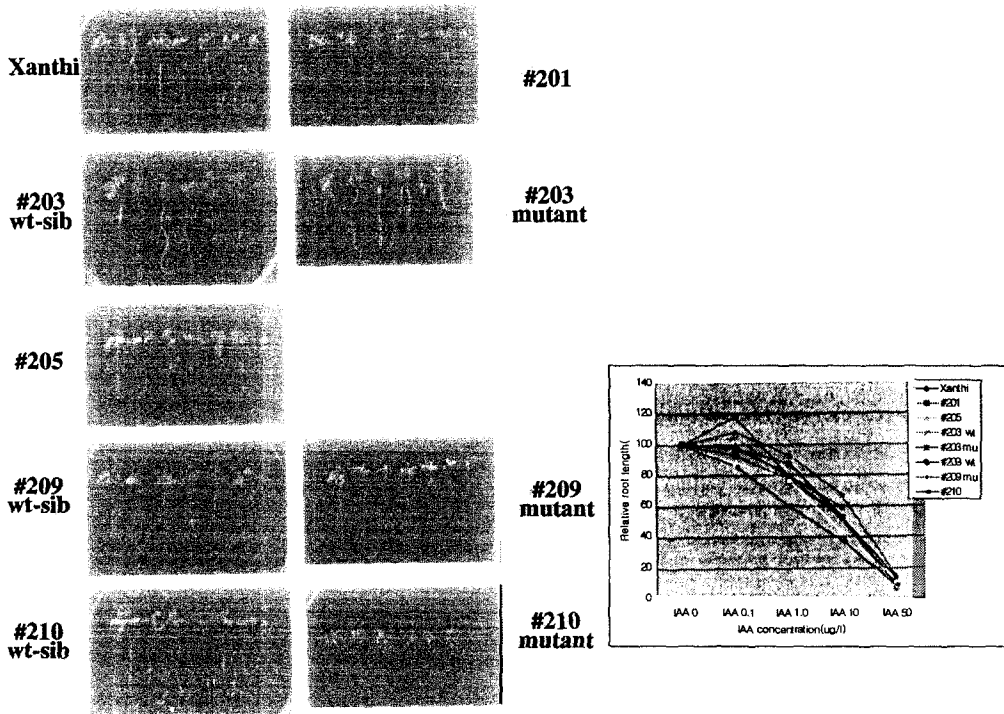 Xanthi
#201
#203
wt-sib
#203
mutant
#205
#209
wt-sib
#209
mutant
#210
wt-sib
#210
mutant
140
120
100
80
60
40
20
0
Relative root length(
IAA 0
IAA 0.1
IAA 1.0
IAA 10
IAA 50
IAA concentration(ug/l)
Xanthi
#201
#205
#203 wt
#203 mu
#203 wt
#209 mu
#210